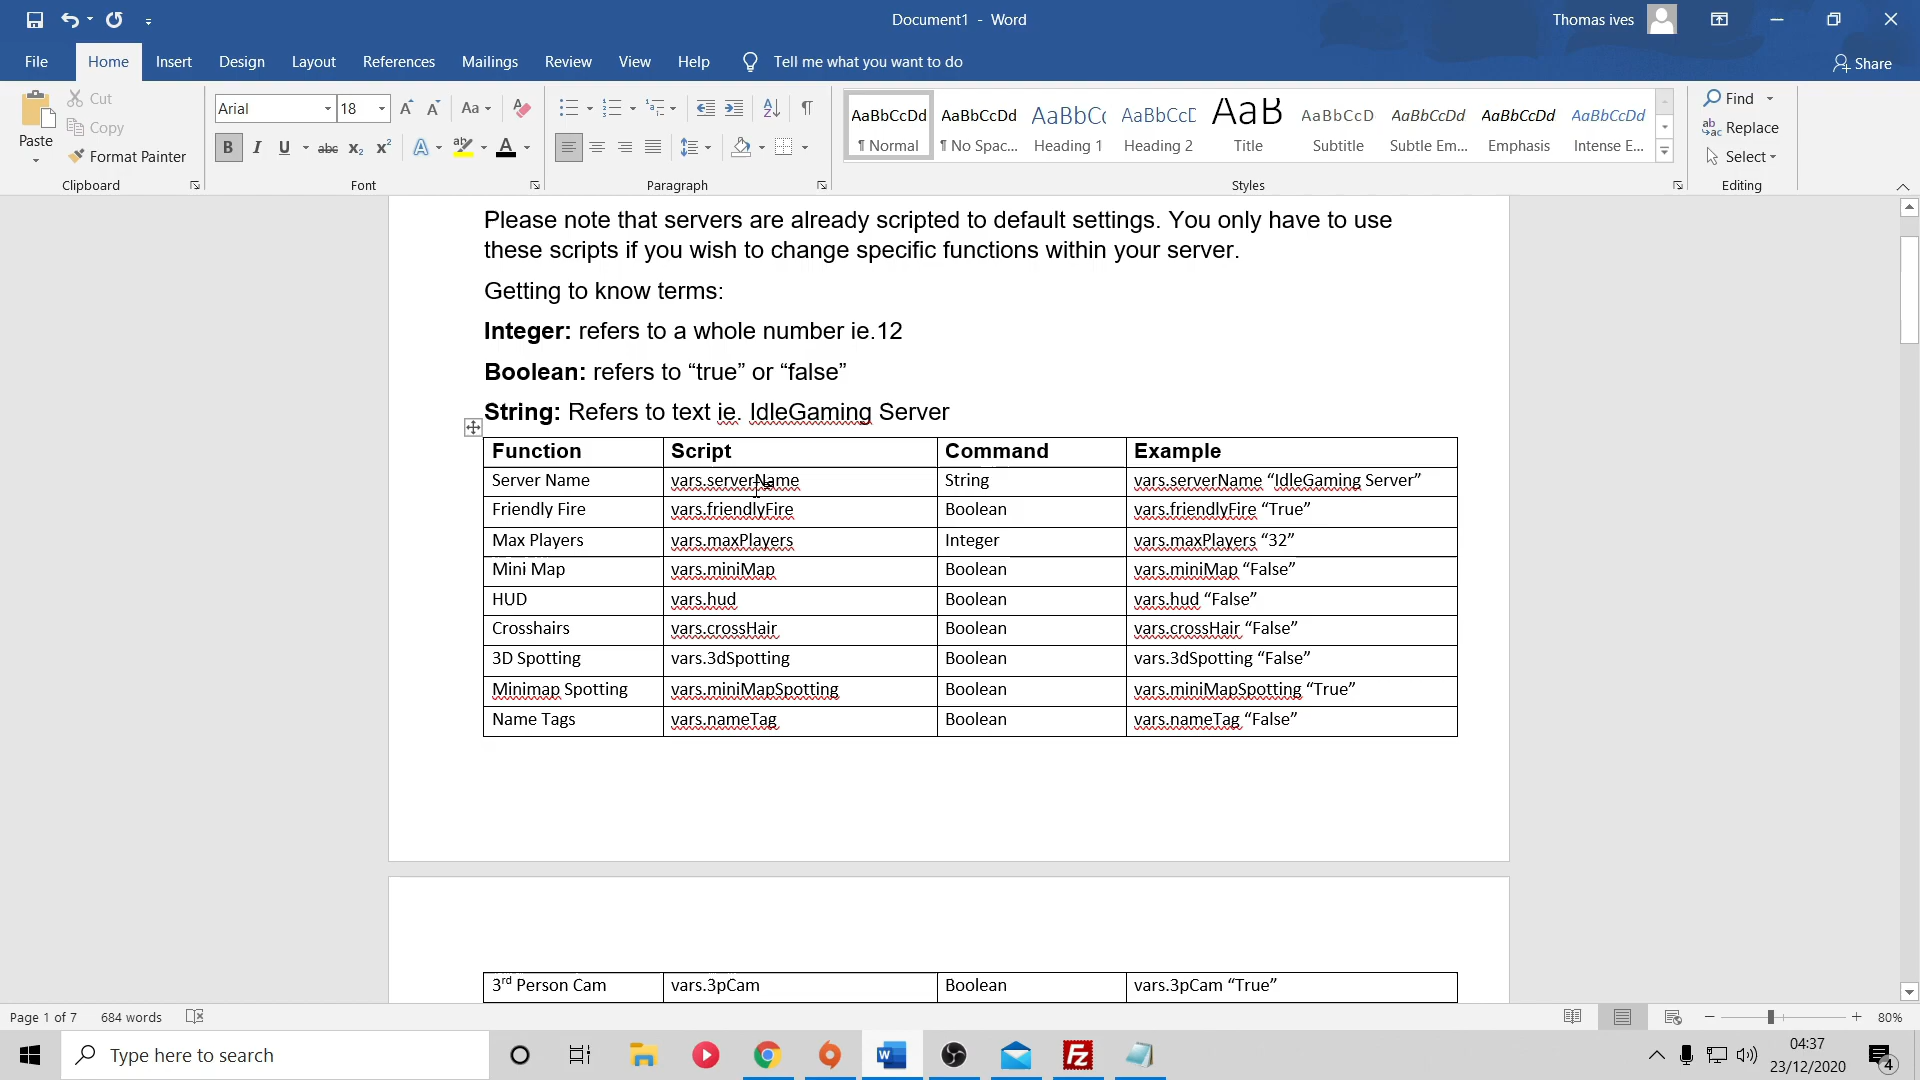 Document1 - Word
Thomas ives
File Home Insert Design Layout References Mailings Review View Help Tell me what you want to do
Share
Paste
Cut
Copy
Format Painter
Clipboard
Arial 18
Font
Paragraph
AaBbCcDd AaBbCcDd AaBbCc AaBbCcD AaB AaBbCcD AaBbCcDd AaBbCcDd AaBbCcDd
¶ Normal ¶ No Spac... Heading 1 Heading 2 Title Subtitle Subtle Em... Emphasis Intense E...
Styles
Find
Replace
Select
Editing
Please note that servers are already scripted to default settings. You only have to use
these scripts if you wish to change specific functions within your server.
Getting to know terms:
Integer: refers to a whole number ie.12
Boolean: refers to “true” or “false”
String: Refers to text ie. IdleGaming Server
Function Script Command Example
Server Name vars.serverName String vars.serverName “IdleGaming Server”
Friendly Fire vars.friendlyFire Boolean vars.friendlyFire “True”
Max Players vars.maxPlayers Integer vars.maxPlayers “32”
Mini Map vars.miniMap Boolean vars.miniMap “False”
HUD vars.hud Boolean vars.hud “False”
Crosshairs vars.crossHair Boolean vars.crossHair “False”
3D Spotting vars.3dSpotting Boolean vars.3dSpotting “False”
Minimap Spotting vars.miniMapSpotting Boolean vars.miniMapSpotting “True”
Name Tags vars.nameTag Boolean vars.nameTag “False”
3rd Person Cam vars.3pCam Boolean vars.3pCam “True”
Page 1 of 7 684 words
80%
Type here to search
04:37
23/12/2020
4